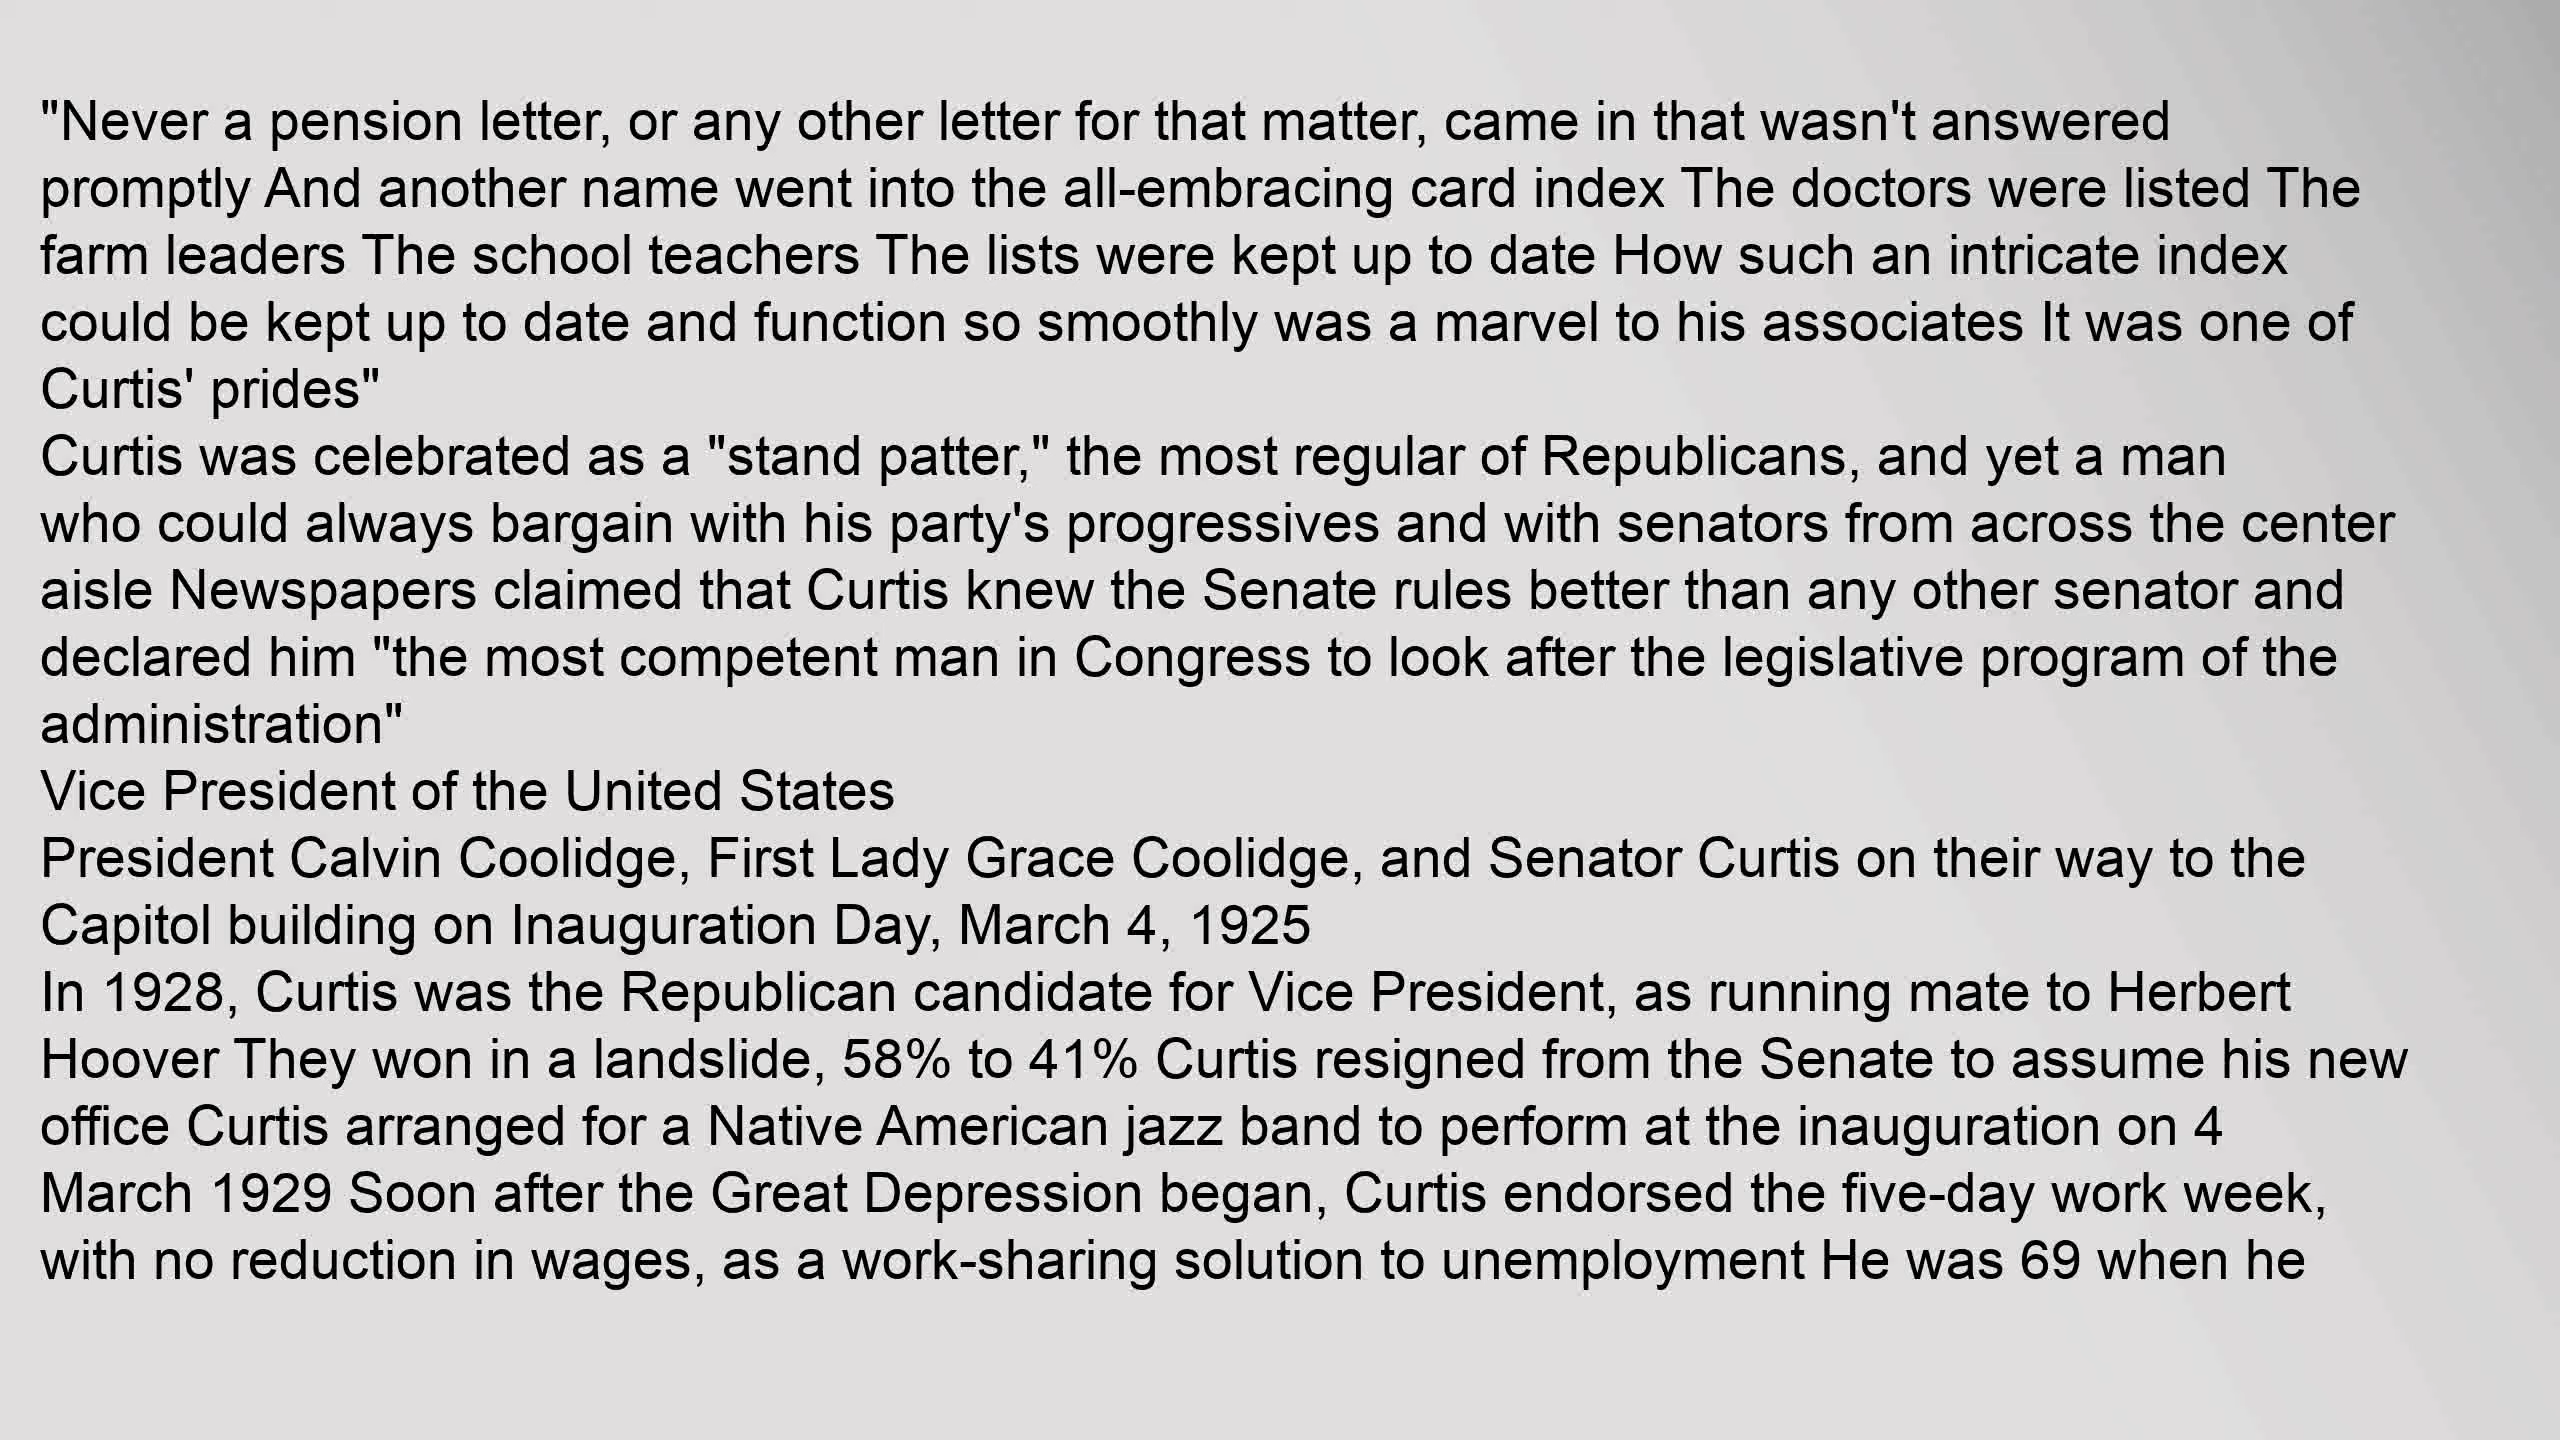 "Never a pension letter, or any other letter for that matter, came in that wasn't answered
promptly And another name went into the all-embracing card index The doctors were listed The
farm leaders The school teachers The lists were kept up to date How such an intricate index
could be kept up to date and function so smoothly was a marvel to his associates It was one of
Curtis' prides"
Curtis was celebrated as a "stand patter," the most regular of Republicans, and yet a man
who could always bargain with his party's progressives and with senators from across the center
aisle Newspapers claimed that Curtis knew the Senate rules better than any other senator and
declared him "the most competent man in Congress to look after the legislative program of the
administration"
Vice President of the United States
President Calvin Coolidge, First Lady Grace Coolidge, and Senator Curtis on their way to the
Capitol building on Inauguration Day, March 4, 1925
In 1928, Curtis was the Republican candidate for Vice President, as running mate to Herbert
Hoover They won in a landslide, 58% to 41% Curtis resigned from the Senate to assume his new
office Curtis arranged for a Native American jazz band to perform at the inauguration on 4
March 1929 Soon after the Great Depression began, Curtis endorsed the five-day work week,
with no reduction in wages, as a work-sharing solution to unemployment He was 69 when he